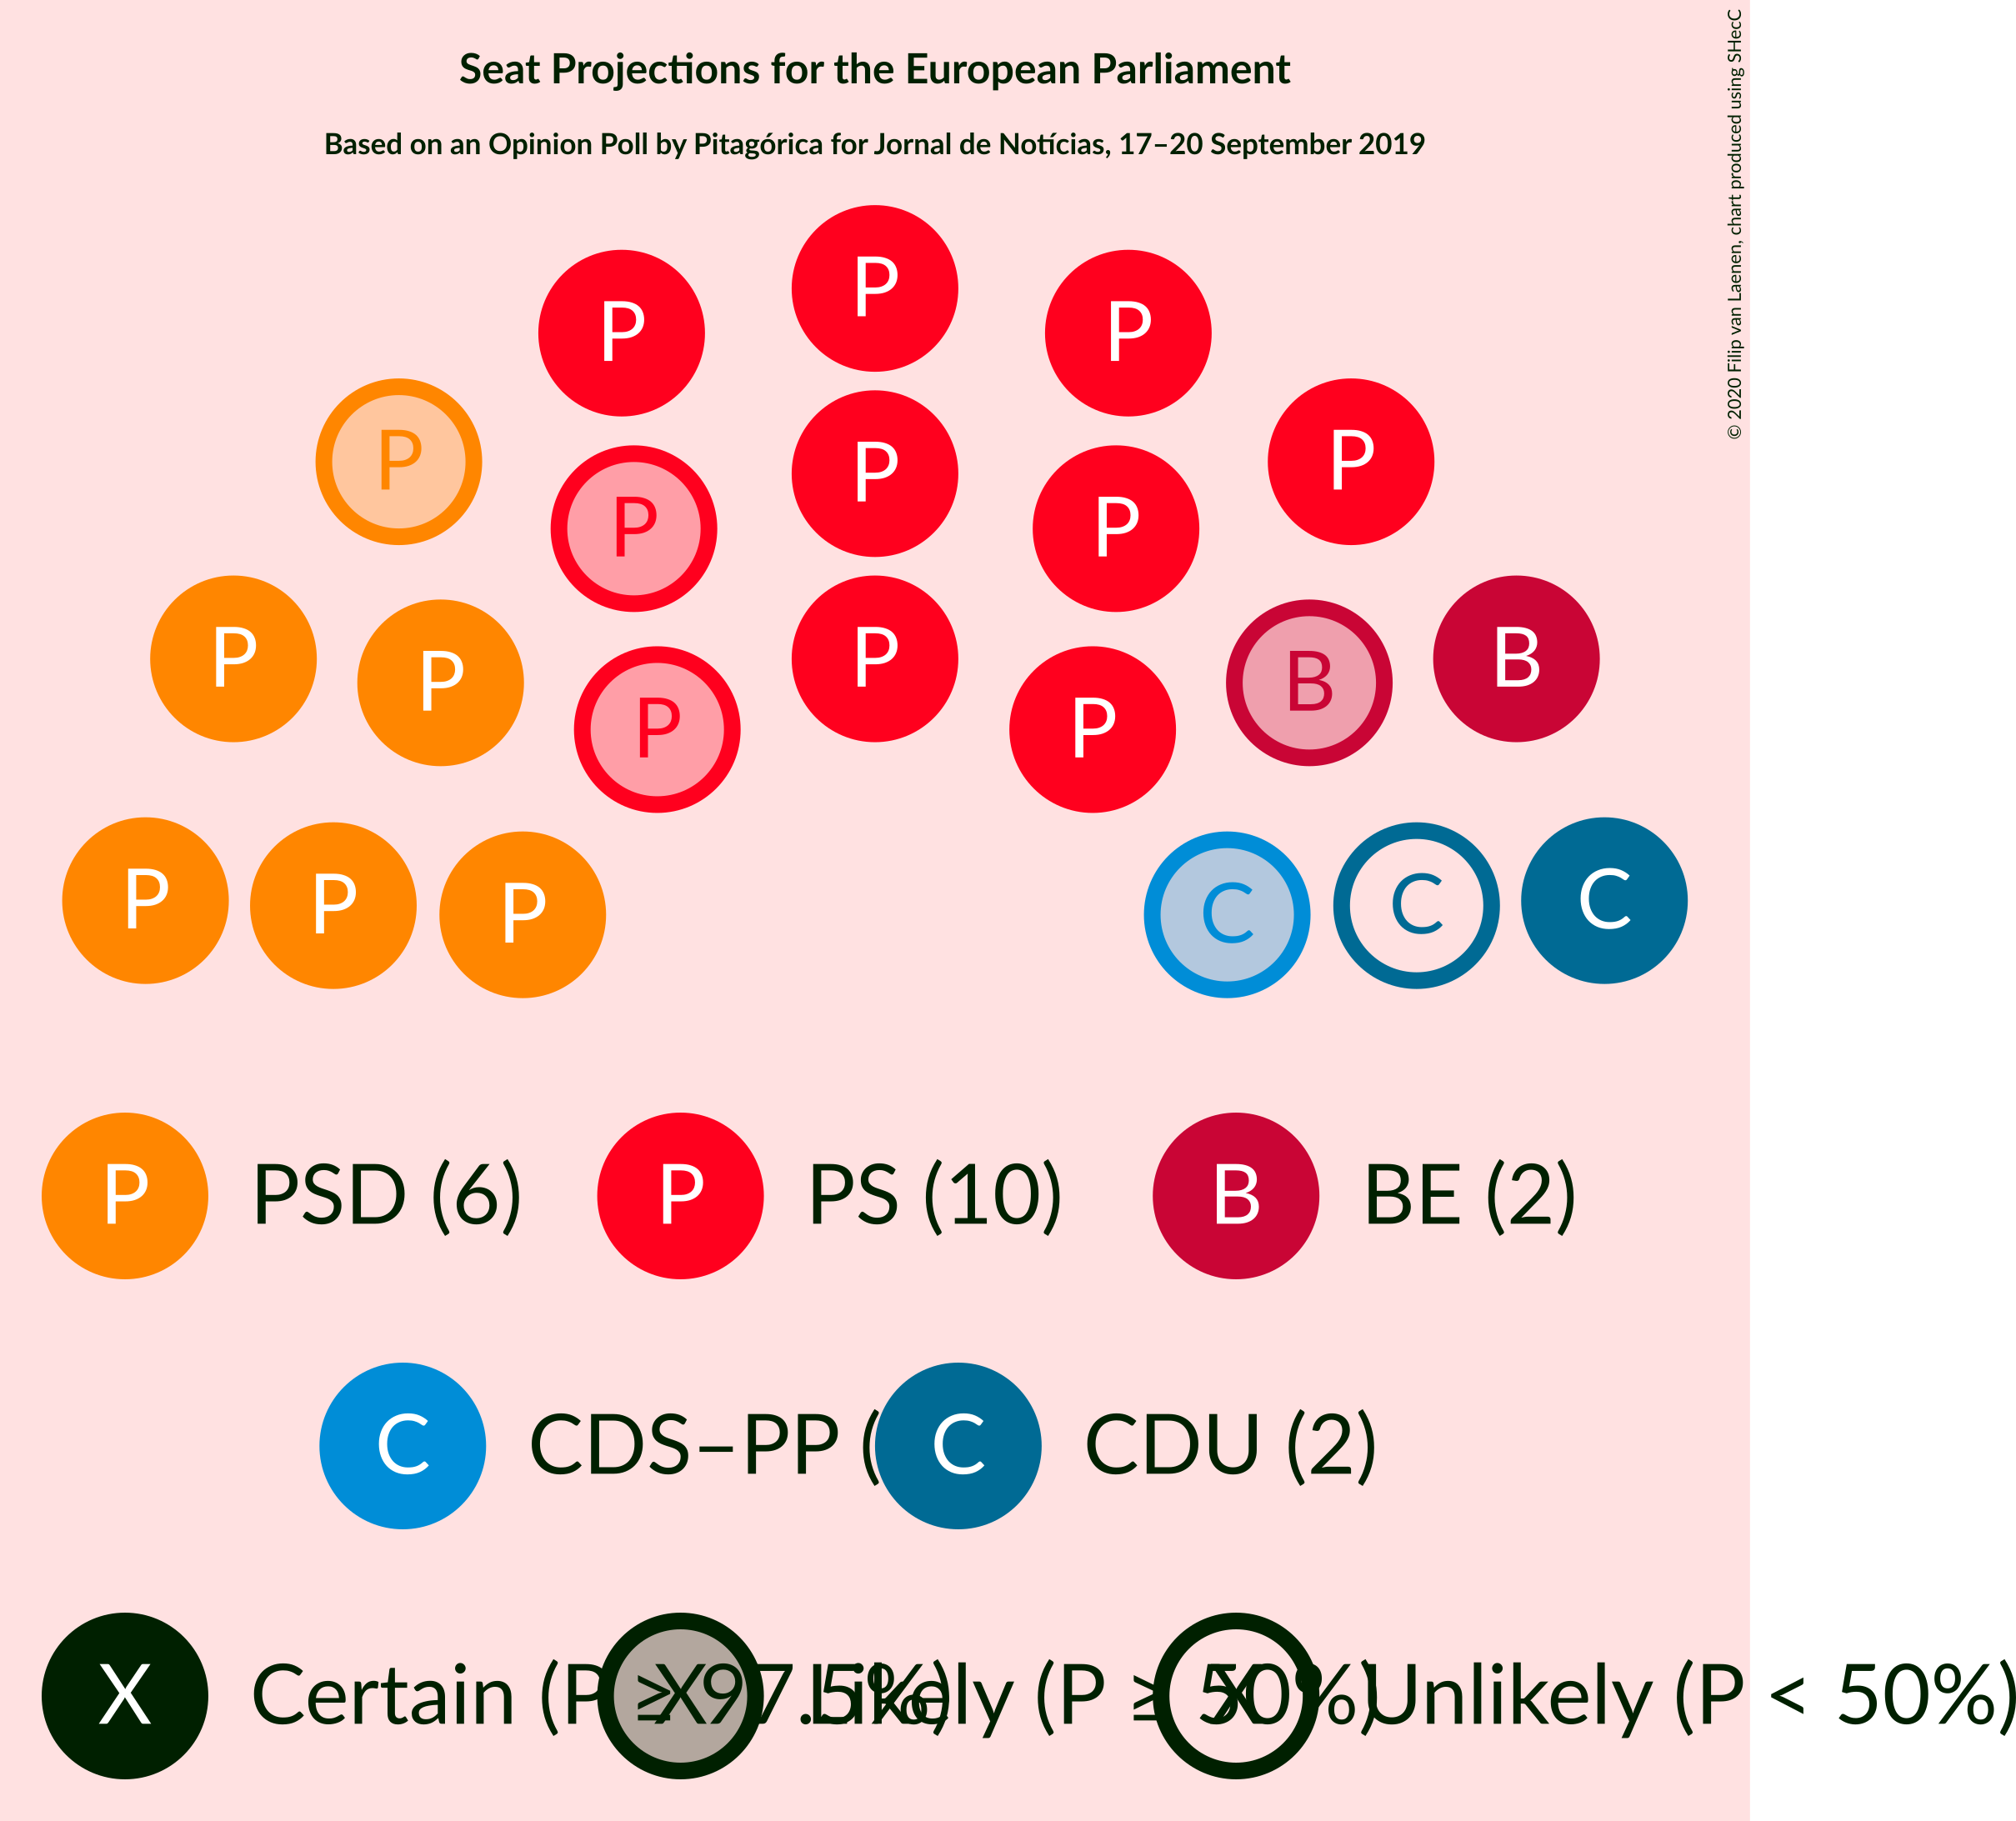 Seat Projections for the European Parliament
Based on an Opinion Poll by Pitagórica for Jornal de Notícias, 17–20 September 2019
© 2020 Filip van Laenen, chart produced using SHecC
P
P P
P P
P
P P
P P
P B
P P
P B
P P
P P P C C C
P PSD (6) P PS (10) B BE (2)
C CDS–PP ( C CDU (2)
X Certain (P ≥ 97.5%) X Likely (P ≥ 50%) X Unlikely (P < 50%)